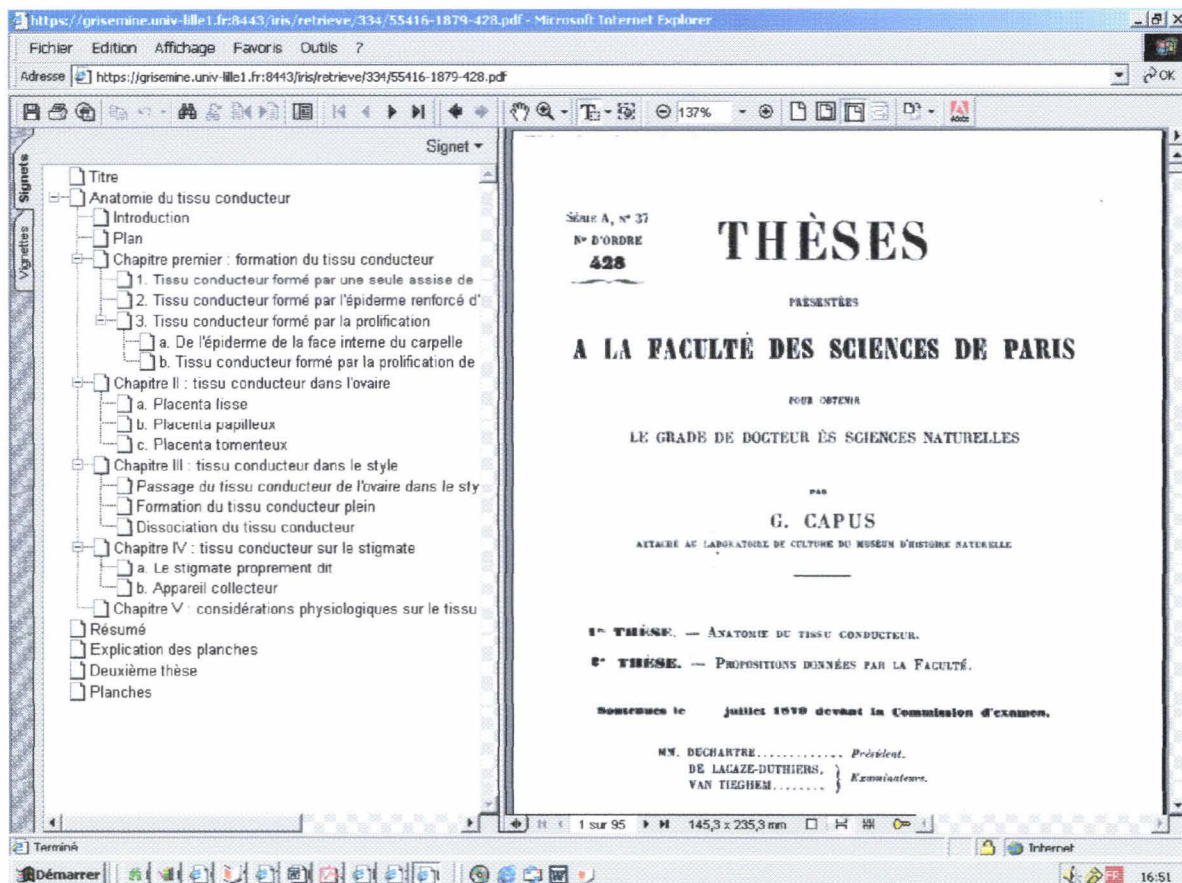 https://grisemine.univ-lille1.fr:8443/iris/retrieve/334/55416-1879-428.pdf - Microsoft Internet Explorer
Fichier Edition Affichage Favoris Outils ?
Adresse https://grisemine.univ-lille1.fr:8443/iris/retrieve/334/55416-1879-428.pdf OK
137% Adobe
Signets
Vignettes
Signet
Titre
Anatomie du tissu conducteur
Introduction
Plan
Chapitre premier : formation du tissu conducteur
1. Tissu conducteur formé par une seule assise de
2. Tissu conducteur formé par l'épiderme renforcé d'
3. Tissu conducteur formé par la prolification
a. De l'épiderme de la face interne du carpelle
b. Tissu conducteur formé par la prolification de
Chapitre II : tissu conducteur dans l'ovaire
a. Placenta lisse
b. Placenta papilleux
c. Placenta tomenteux
Chapitre III : tissu conducteur dans le style
Passage du tissu conducteur de l'ovaire dans le sty
Formation du tissu conducteur plein
Dissociation du tissu conducteur
Chapitre IV : tissu conducteur sur le stigmate
a. Le stigmate proprement dit
b. Appareil collecteur
Chapitre V : considérations physiologiques sur le tissu
Résumé
Explication des planches
Deuxième thèse
Planches
SÉRIE A, Nº 37
Nº D'ORDRE
428
THÈSES
PRÉSENTÉES
A LA FACULTÉ DES SCIENCES DE PARIS
POUR OBTENIR
LE GRADE DE DOCTEUR ÈS SCIENCES NATURELLES
PAR
G. CAPUS
ATTACHÉ AU LABORATOIRE DE CULTURE DU MUSÉUM D'HISTOIRE NATURELLE
1re THÈSE. — ANATOMIE DU TISSU CONDUCTEUR.
2e THÈSE. — PROPOSITIONS DONNÉES PAR LA FACULTÉ.
Soutenues le juillet 1879 devant la Commission d'examen.
MM. DUCHARTRE............. Président.
DE LACAZE-DUTHIERS,
VAN TIEGHEM........ } Examinateurs.
1 sur 95 145,3 x 235,3 mm
Terminé Internet
Démarrer FR 16:51